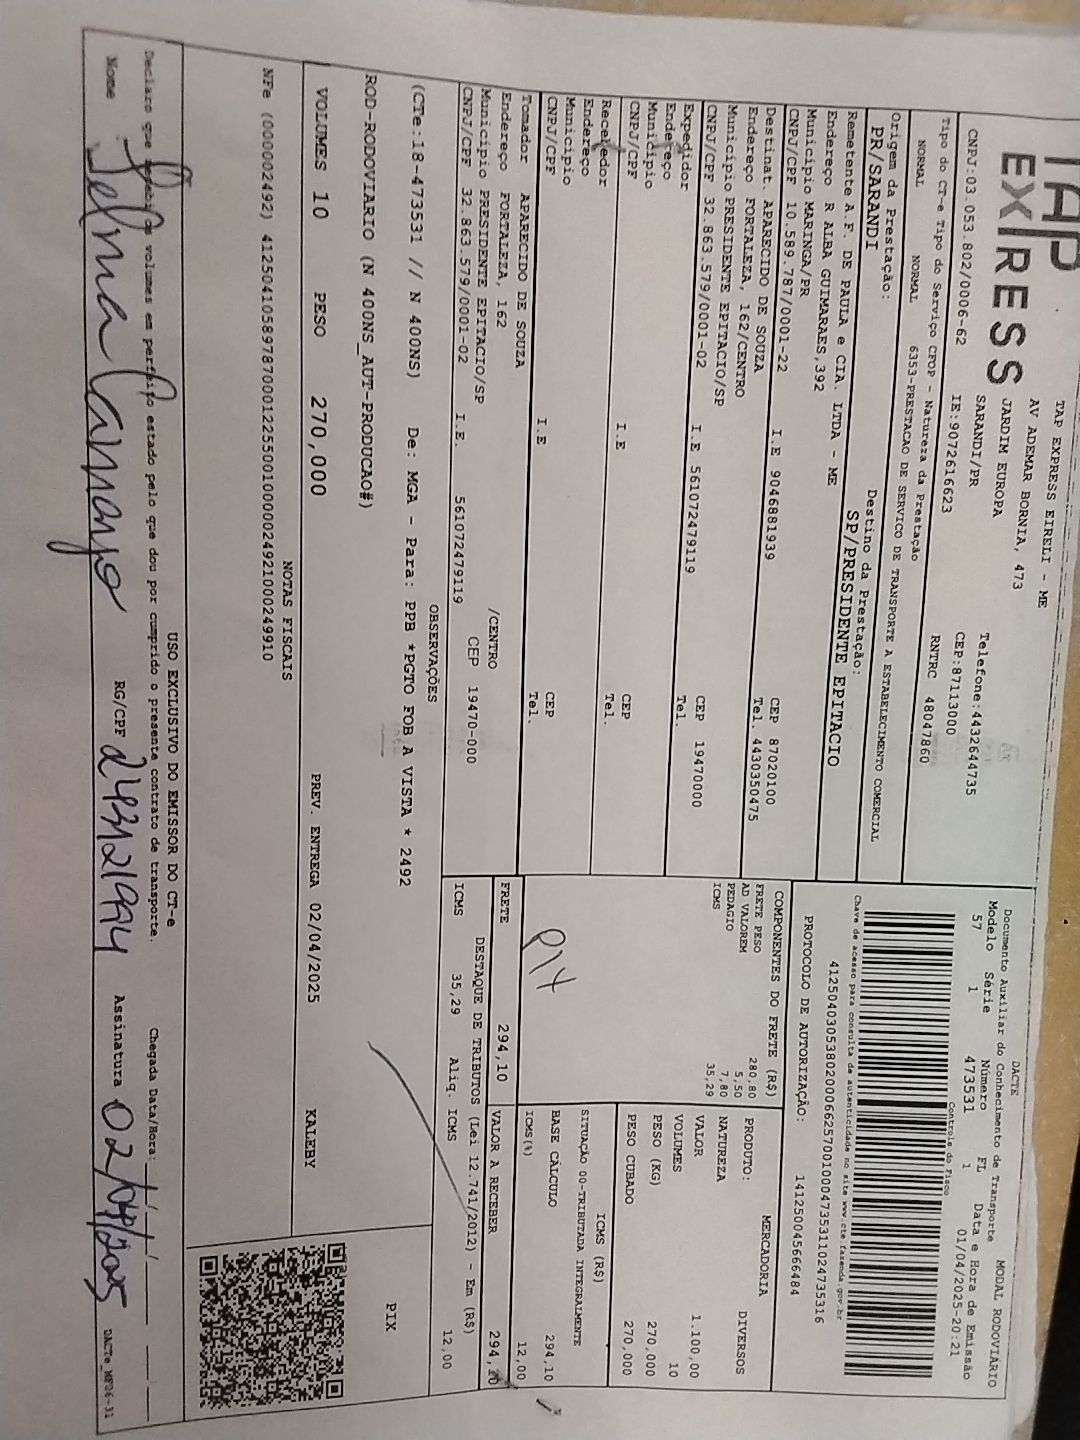 TAP EXPRESS
TAP EXPRESS EIRELI - ME
AV ADEMAR BORNIA, 473
JARDIM EUROPA
SARANDI/PR
Telefone:4432644735
CEP:87113000
CNPJ:03.053.802/0006-62 IE:9072616623 RNTRC 48047860
DACTE
Documento Auxiliar do Conhecimento de Transporte
MODAL RODOVIÁRIO
Modelo Série Número FL Data e Hora de Emissão
57 1 473531 1 01/04/2025-20:21
Controle do Fisco
Chave de acesso para consulta de autenticidade no site www.cte.fazenda.gov.br
41250403053802000662570010004735311024735316
PROTOCOLO DE AUTORIZAÇÃO: 141250045666484
Tipo do CT-e Tipo do Serviço CFOP - Natureza da Prestação
NORMAL NORMAL 6353-PRESTACAO DE SERVICO DE TRANSPORTE A ESTABELECIMENTO COMERCIAL
Origem da Prestação: Destino da Prestação:
PR/SARANDI SP/PRESIDENTE EPITACIO
Remetente A.F. DE PAULA e CIA. LTDA - ME
Endereço R ALBA GUIMARAES,392
Município MARINGA/PR CEP 87020100
CNPJ/CPF 10.589.787/0001-22 I.E 9046881939 Tel. 4430350475
Destinat. APARECIDO DE SOUZA
Endereço FORTALEZA, 162/CENTRO
Município PRESIDENTE EPITACIO/SP CEP 19470000
CNPJ/CPF 32.863.579/0001-02 I.E 561072479119 Tel.
Expedidor
Endereço
Município CEP
CNPJ/CPF I.E Tel.
Recebedor
Endereço
Município CEP
CNPJ/CPF I.E Tel.
Tomador APARECIDO DE SOUZA
Endereço FORTALEZA, 162 /CENTRO
Município PRESIDENTE EPITACIO/SP CEP 19470-000
CNPJ/CPF 32.863.579/0001-02 I.E. 561072479119
COMPONENTES DO FRETE (R$)
FRETE PESO 280,80
AD VALOREM 5,50
PEDAGIO 7,80
ICMS 35,29
MERCADORIA
PRODUTO: DIVERSOS
NATUREZA
VALOR 1.100,00
VOLUMES 10
PESO (KG) 270,000
PESO CUBADO 270,000
ICMS (R$)
SITUAÇÃO 00-TRIBUTADA INTEGRALMENTE
BASE CÁLCULO 294,10
ICMS(%) 12,00
FRETE 294,10 VALOR A RECEBER 294,10
DESTAQUE DE TRIBUTOS (Lei 12.741/2012) - Em (R$)
ICMS 35,29 Aliq. ICMS 12,00
OBSERVAÇÕES
(CTe:18-473531 // N 400NS) De: MGA - Para: PPB *PGTO FOB A VISTA * 2492
ROD-RODOVIARIO (N 400NS_AUT-PRODUCAO#)
PIX
VOLUMES 10 PESO 270,000 PREV. ENTREGA 02/04/2025 KALEBY
NOTAS FISCAIS
NFe (000002492) 41250410589787000122550010000024921000249910
USO EXCLUSIVO DO EMISSOR DO CT-e
Declaro que recebi os volumes em perfeito estado pelo que dou por cumprido o presente contrato de transporte. Chegada Data/Hora:
Nome Selma Camargo RG/CPF 243121994 Assinatura 02/04/2025
DACTe_MF06-31